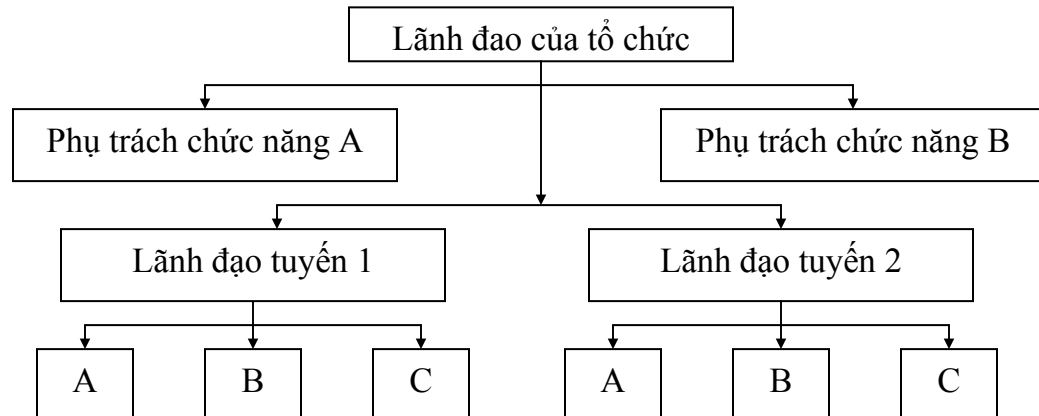 Lãnh đao của tổ chức
Phụ trách chức năng A
Phụ trách chức năng B
Lãnh đạo tuyến 1
Lãnh đạo tuyến 2
A
B
C
A
B
C